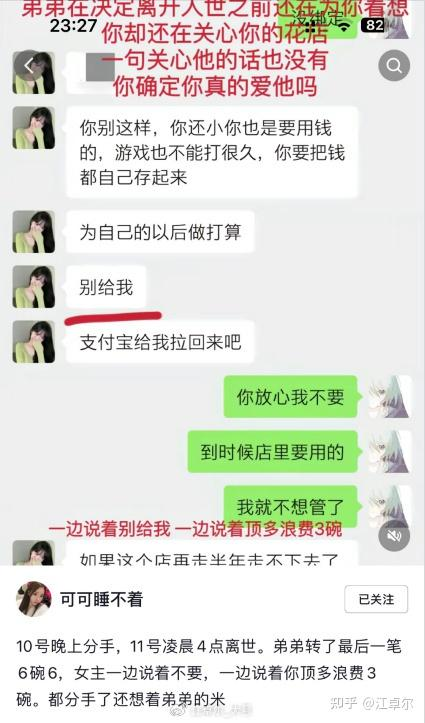 弟弟在决定离开人世之前还在为你着想
没绑定
23:27
82
你却还在关心你的花店
一句关心他的话也没有
你确定你真的爱他吗
你别这样，你还小你也是要用钱
的，游戏也不能打很久，你要把钱
都自己存起来
为自己的以后做打算
别给我
支付宝给我拉回来吧
你放心我不要
到时候店里要用的
我就不想管了
一边说着别给我 一边说着顶多浪费3碗
如果这个店再走半年走不下去了
可可睡不着
已关注
10号晚上分手，11号凌晨4点离世。弟弟转了最后一笔
6碗6，女主一边说着不要，一边说着你顶多浪费3
碗。都分手了还想着弟弟的米
知乎 @江卓尔